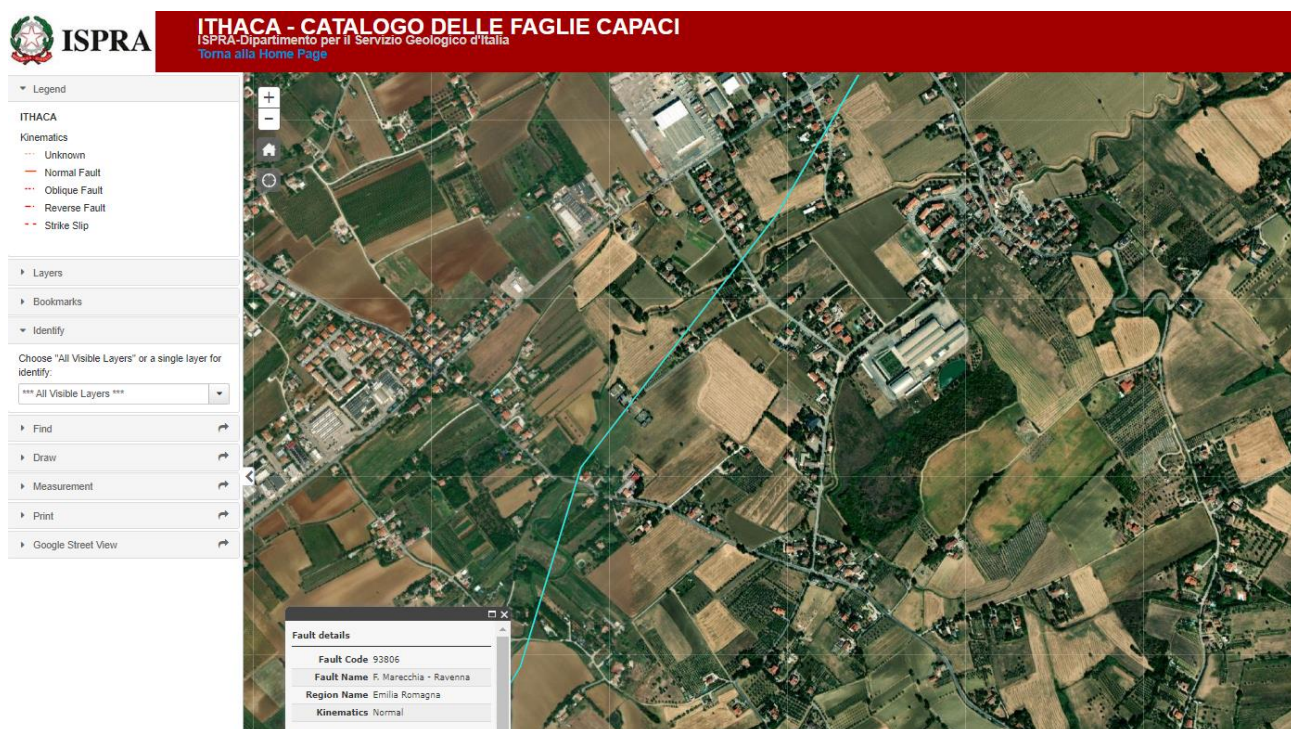 ISPRA
ITHACA - CATALOGO DELLE FAGLIE CAPACI
ISPRA-Dipartimento per il Servizio Geologico d'Italia
Torna alla Home Page
Legend
ITHACA
Kinematics
Unknown
Normal Fault
Oblique Fault
Reverse Fault
Strike Slip
Layers
Bookmarks
Identify
Choose "All Visible Layers" or a single layer for
identify:
*** All Visible Layers ***
Find
Draw
Measurement
Print
Google Street View
+
−
Fault details
Fault Code 93806
Fault Name F. Marecchia - Ravenna
Region Name Emilia Romagna
Kinematics Normal